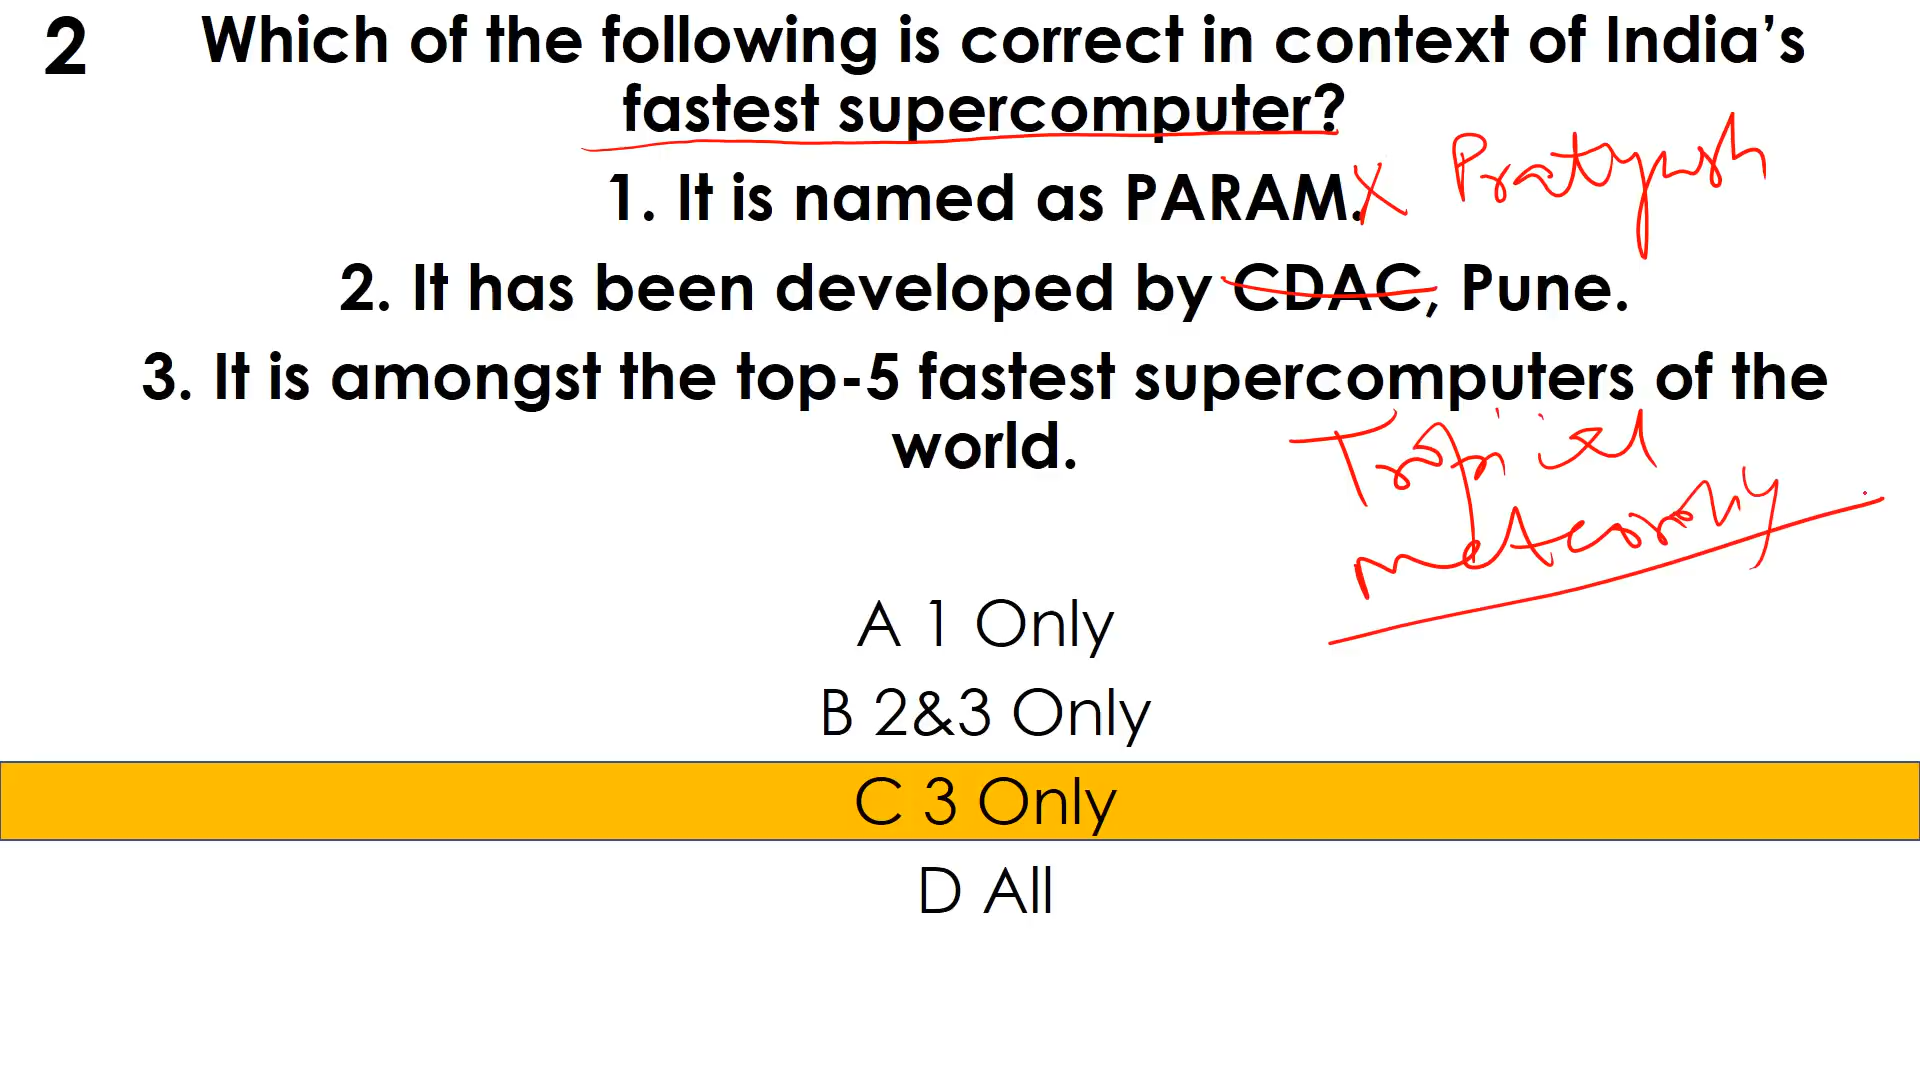 2
Which of the following is correct in context of India’s
fastest supercomputer?
1. It is named as PARAM. X Pratyush
2. It has been developed by CDAC, Pune.
3. It is amongst the top-5 fastest supercomputers of the
world.
Tropical
A 1 Only
B 2&3 Only
C 3 Only
D All